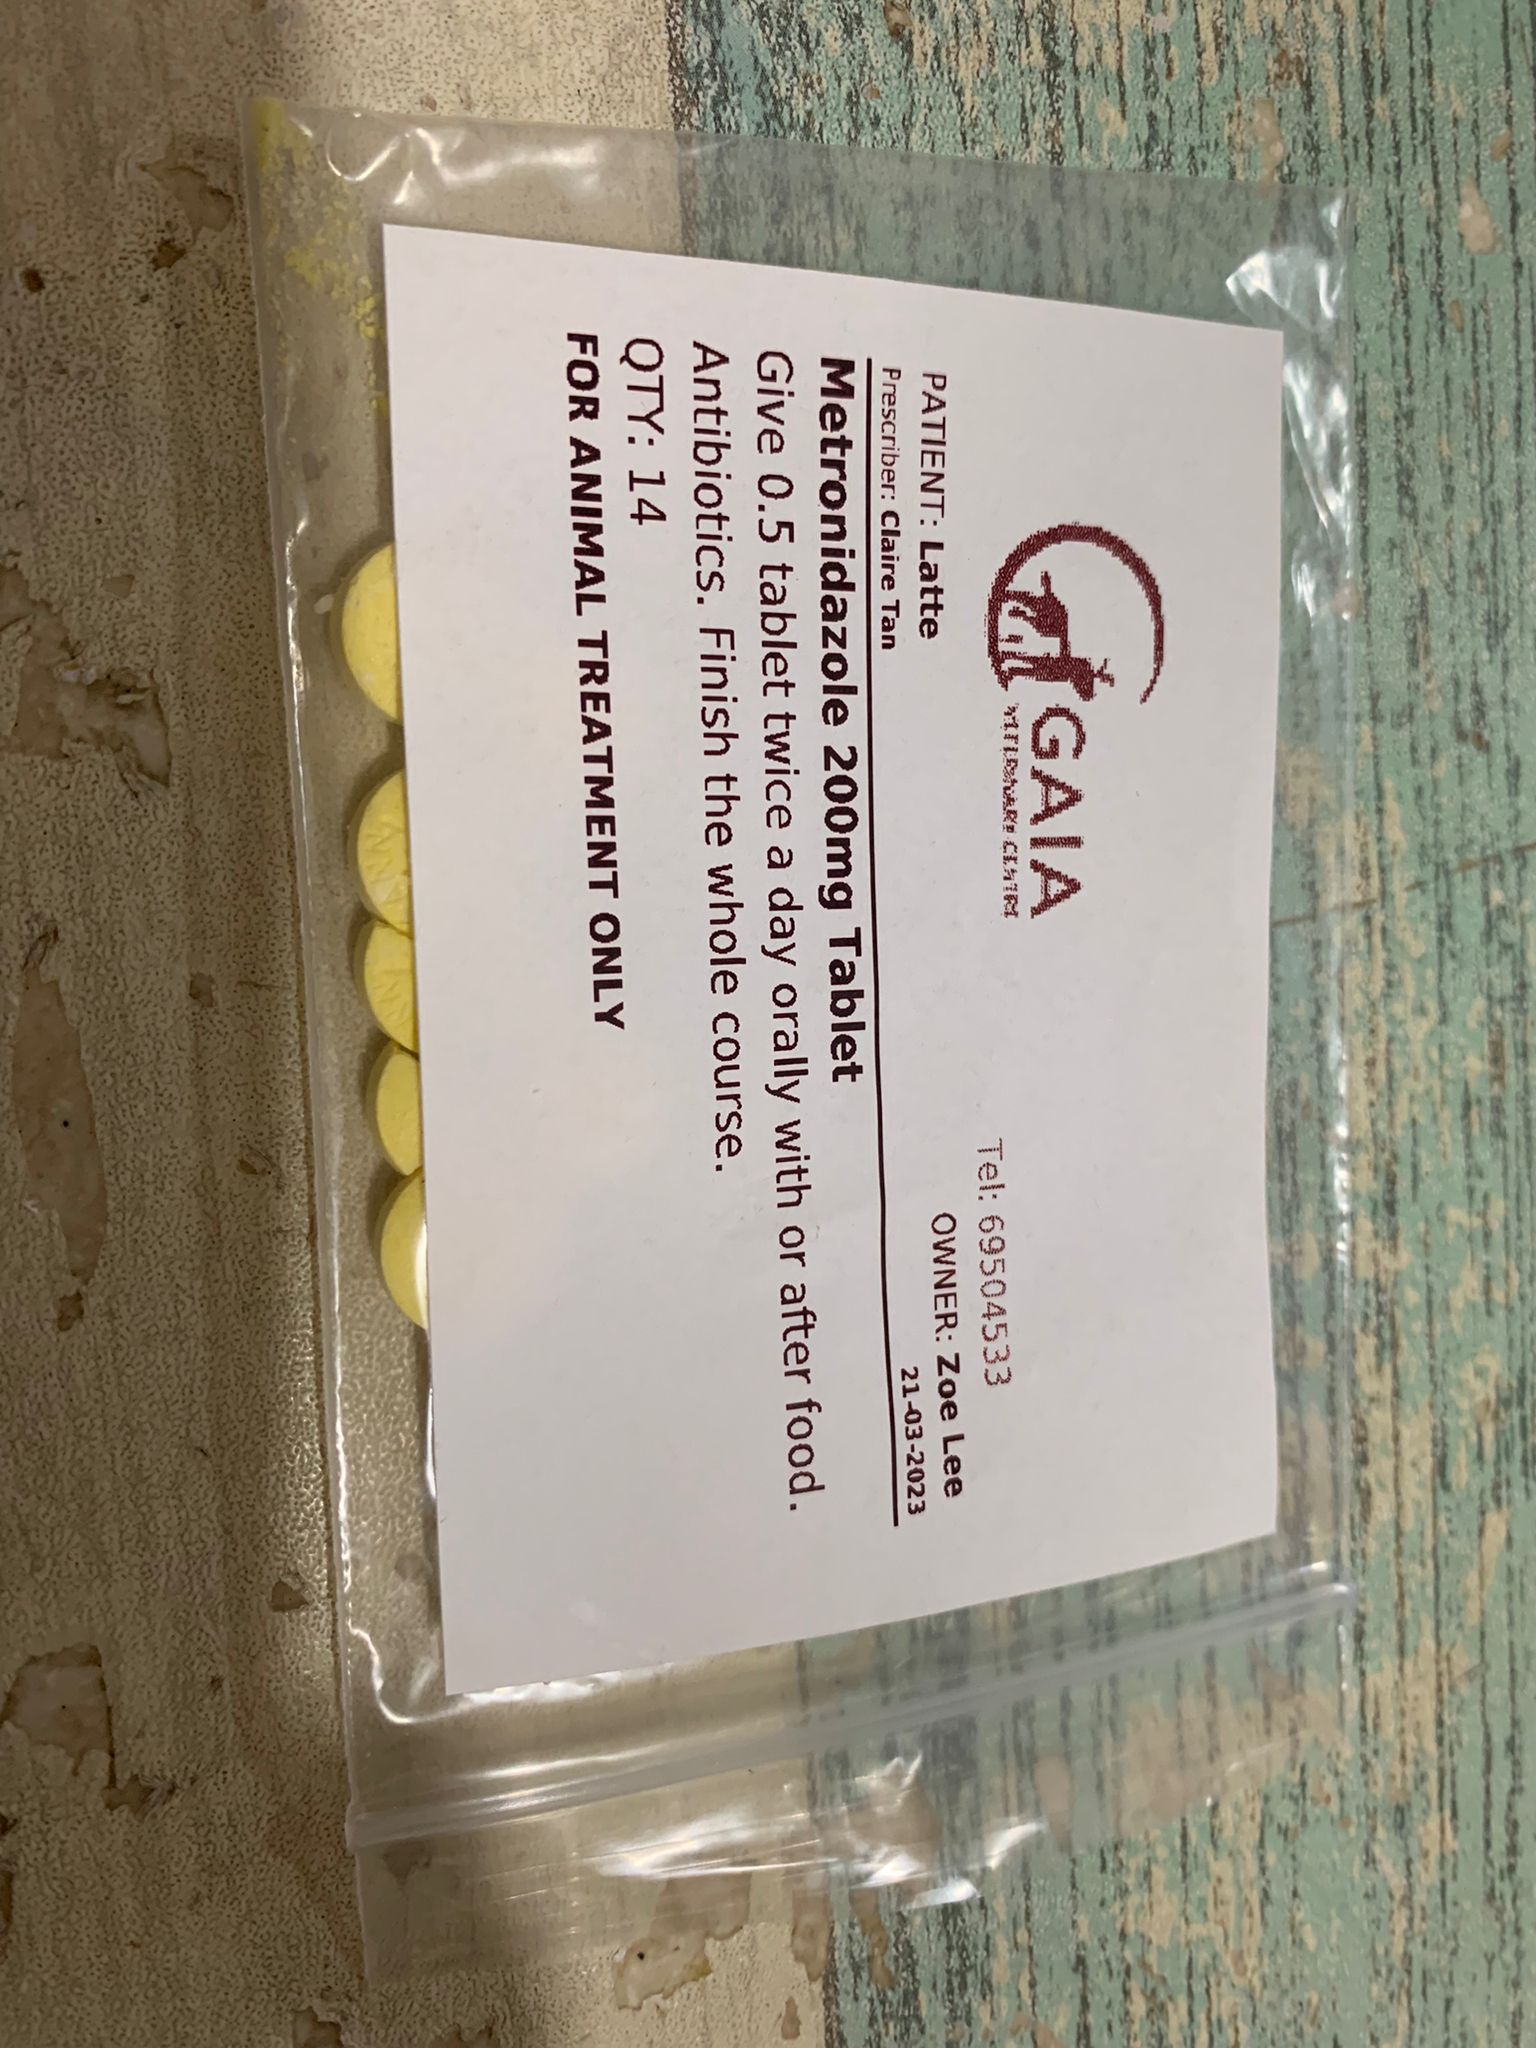 GAIA
VETERINARY CENTRE
Tel: 69504533
PATIENT: Latte OWNER: Zoe Lee
Prescriber: Claire Tan 21-03-2023
Metronidazole 200mg Tablet
Give 0.5 tablet twice a day orally with or after food.
Antibiotics. Finish the whole course.
QTY: 14
FOR ANIMAL TREATMENT ONLY